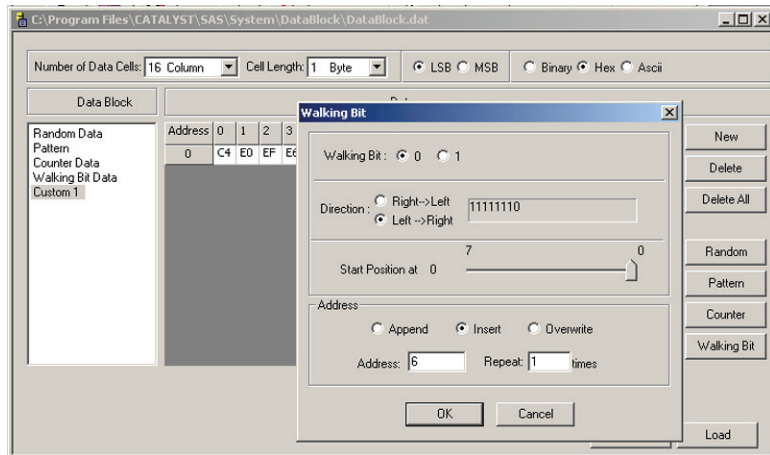 C:\Program Files\CATALYST\SAS\System\DataBlock\DataBlock.dat
Number of Data Cells: 16 Column Cell Length: 1 Byte LSB MSB Binary Hex Ascii
Data Block
Random Data
Pattern
Counter Data
Walking Bit Data
Custom 1
Address 0 1 2 3
0 C4 E0 EF E6
Walking Bit
Walking Bit : 0 1
Direction : Right-->Left
Left -->Right
11111110
7 0
Start Position at 0
Address
Append Insert Overwrite
Address: 6 Repeat: 1 times
OK Cancel
New
Delete
Delete All
Random
Pattern
Counter
Walking Bit
Load